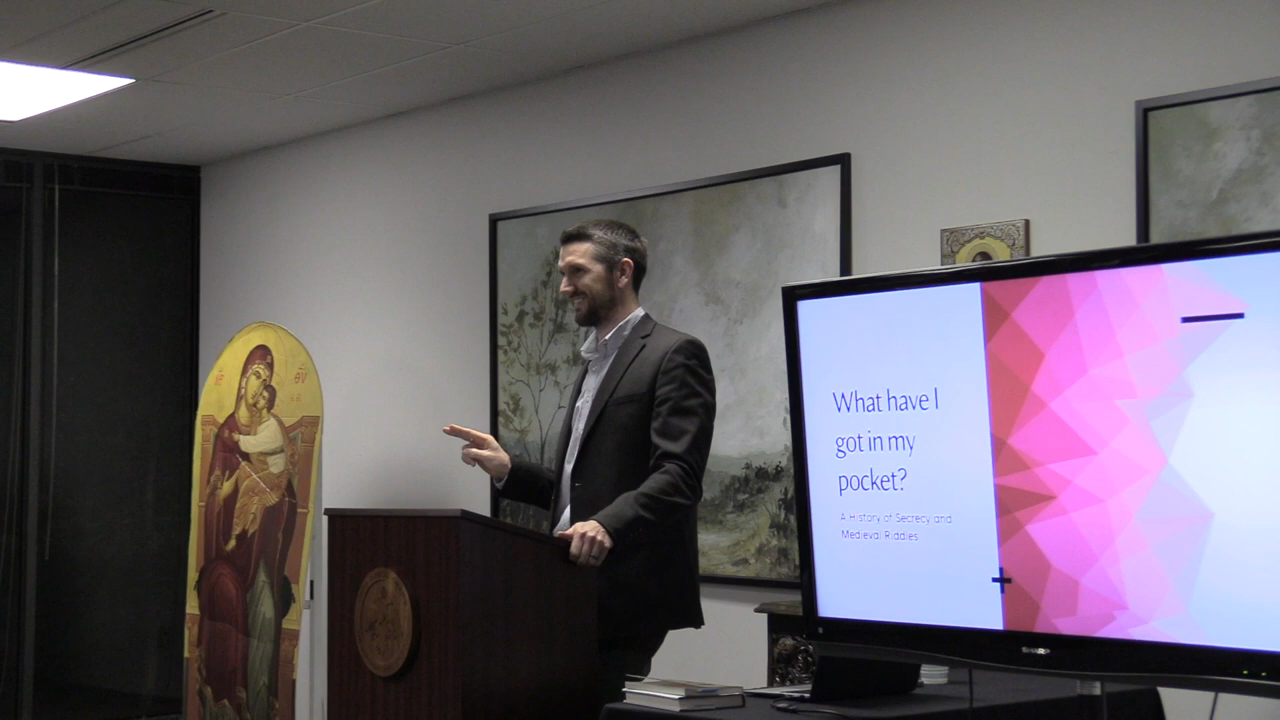 What have I
got in my
pocket?
A History of Secrecy and
Medieval Riddles